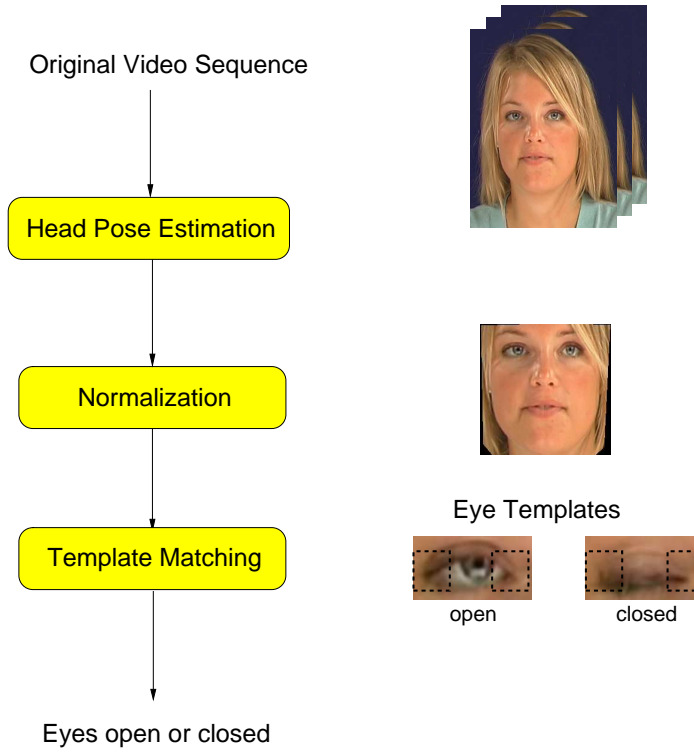 Original Video Sequence
Head Pose Estimation
Normalization
Eye Templates
Template Matching
open
closed
Eyes open or closed